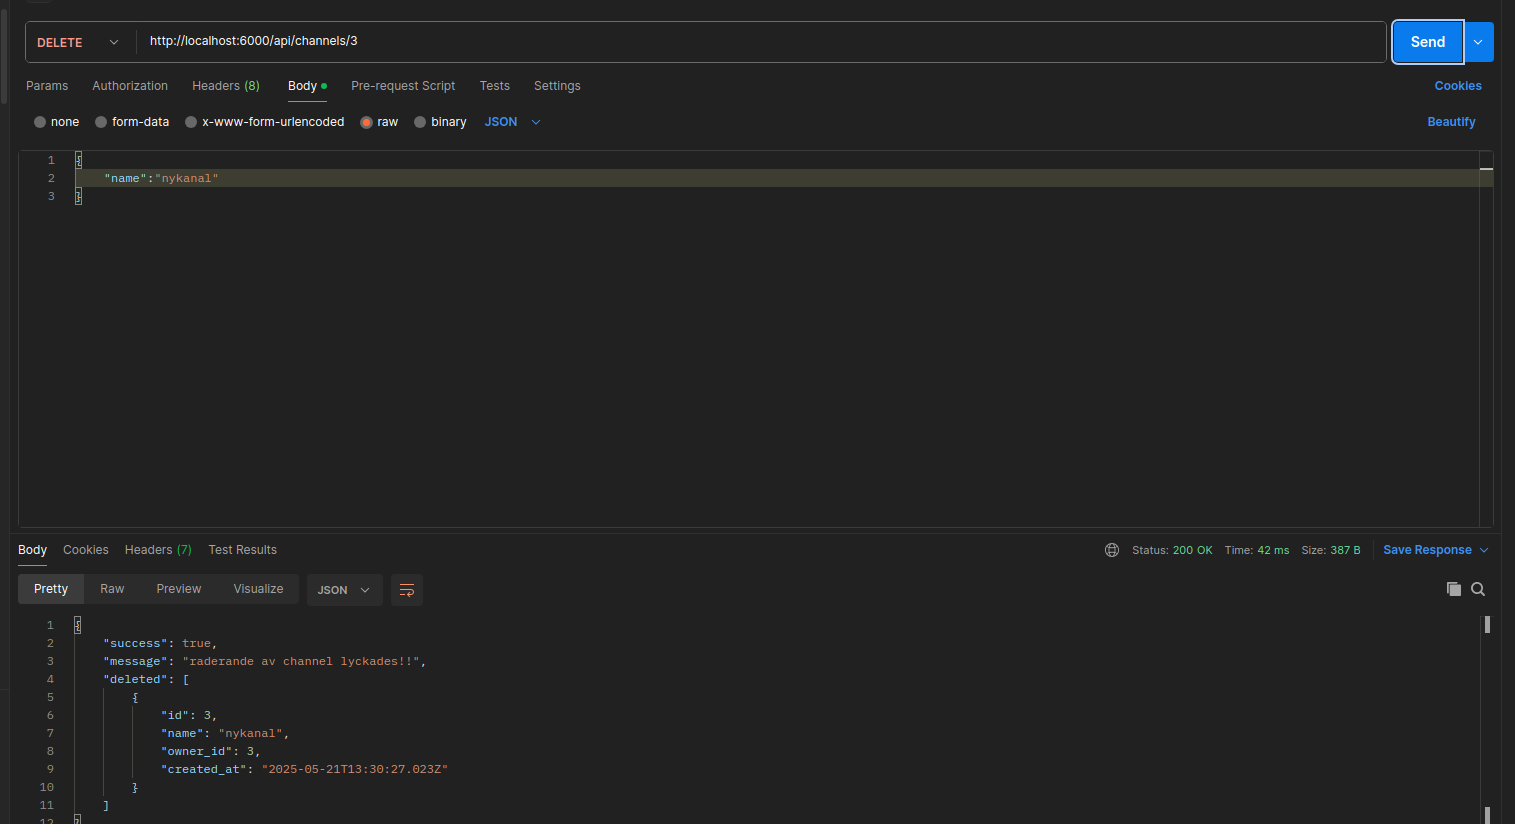 DELETE http://localhost:6000/api/channels/3 Send
Params Authorization Headers (8) Body Pre-request Script Tests Settings Cookies
none form-data x-www-form-urlencoded raw binary JSON Beautify
1 {
2 "name":"nykanal"
3 }
Body Cookies Headers (7) Test Results Status: 200 OK Time: 42 ms Size: 387 B Save Response
Pretty Raw Preview Visualize JSON
1 {
2 "success": true,
3 "message": "raderande av channel lyckades!!",
4 "deleted": [
5 {
6 "id": 3,
7 "name": "nykanal",
8 "owner_id": 3,
9 "created_at": "2025-05-21T13:30:27.023Z"
10 }
11 ]
12 }